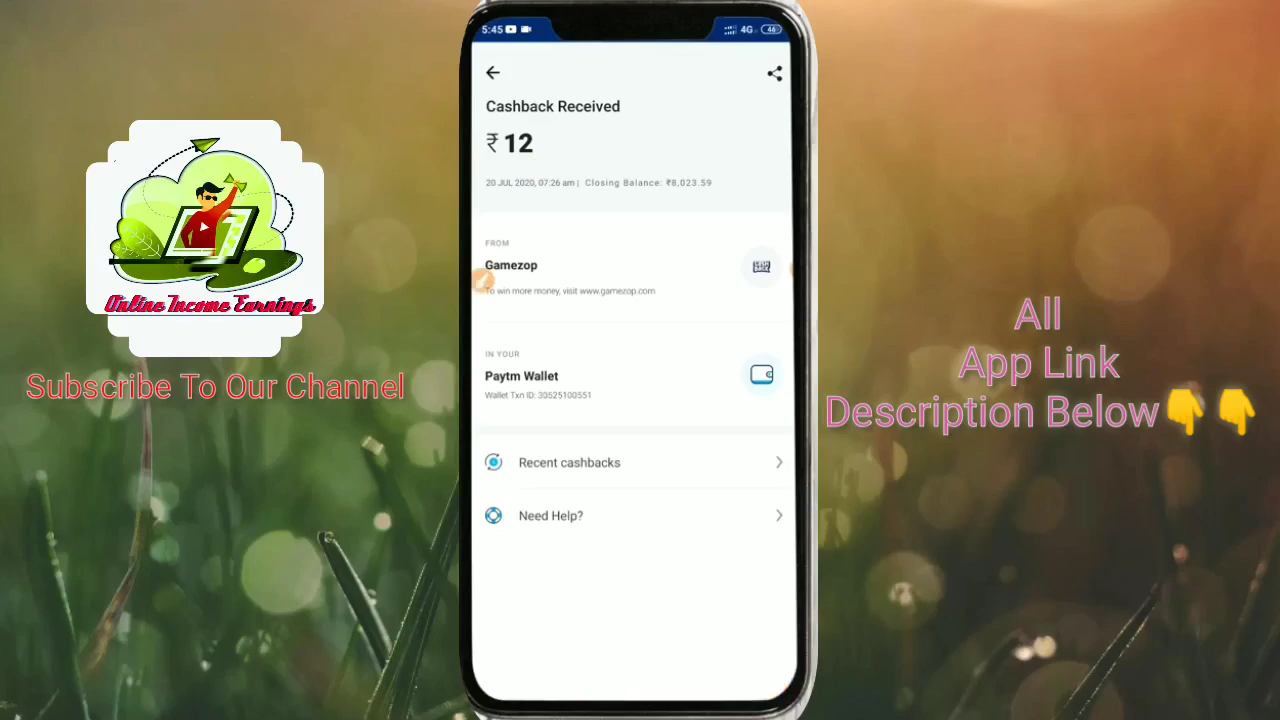 5:45
4G
46
Cashback Received
₹ 12
20 JUL 2020, 07:26 am | Closing Balance: ₹8,023.59
FROM
Gamezop
To win more money, visit www.gamezop.com
IN YOUR
Paytm Wallet
Wallet Txn ID: 30525100551
Recent cashbacks
Need Help?
Online Income Earnings
Subscribe To Our Channel
All
App Link
Description Below👇👇